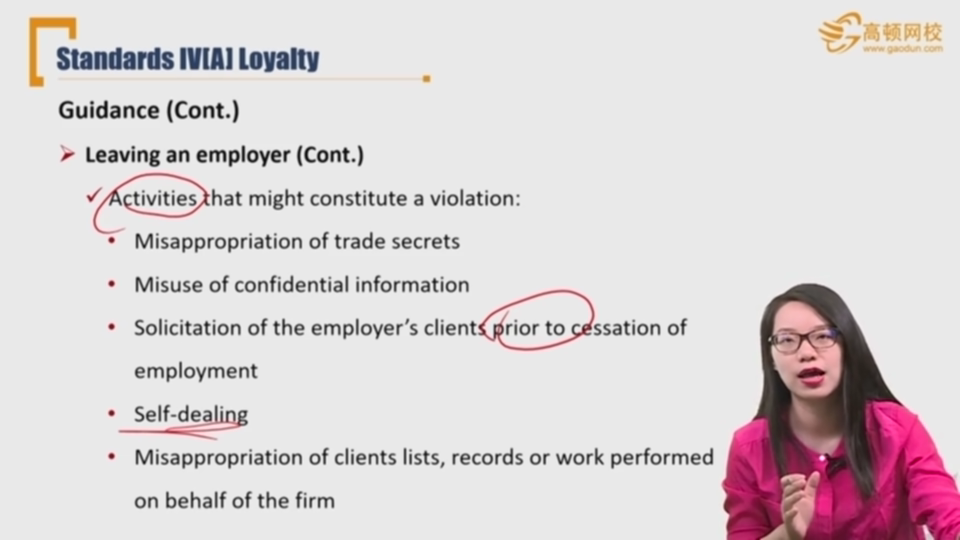 高顿网校
www.gaodun.com
Standards IV[A] Loyalty
Guidance (Cont.)
Leaving an employer (Cont.)
Activities that might constitute a violation:
Misappropriation of trade secrets
Misuse of confidential information
Solicitation of the employer's clients prior to cessation of
employment
Self-dealing
Misappropriation of clients lists, records or work performed
on behalf of the firm